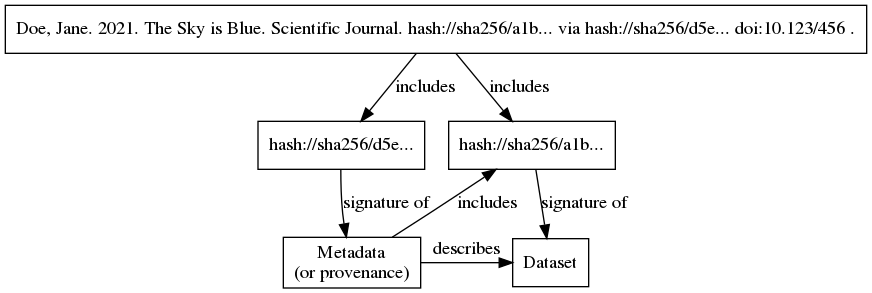 Doe, Jane. 2021. The Sky is Blue. Scientific Journal. hash://sha256/a1b... via hash://sha256/d5e... doi:10.123/456 .
includes
includes
hash://sha256/d5e...
hash://sha256/a1b...
signature of
includes
signature of
Metadata
(or provenance)
describes
Dataset